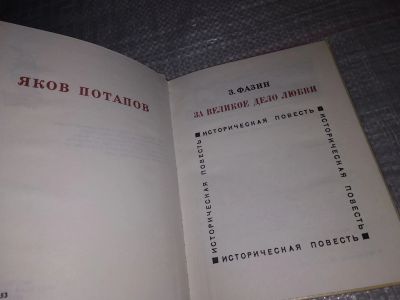 ЯКОВ ПОТАПОВ
З. ФАЗИН
ЗА ВЕЛИКОЕ ДЕЛО ЛЮБВИ
ИСТОРИЧЕСКАЯ ПОВЕСТЬ
ИСТОРИЧЕСКАЯ ПОВЕСТЬ
ИСТОРИЧЕСКАЯ ПОВЕСТЬ
ИСТОРИЧЕСКАЯ ПОВЕСТЬ